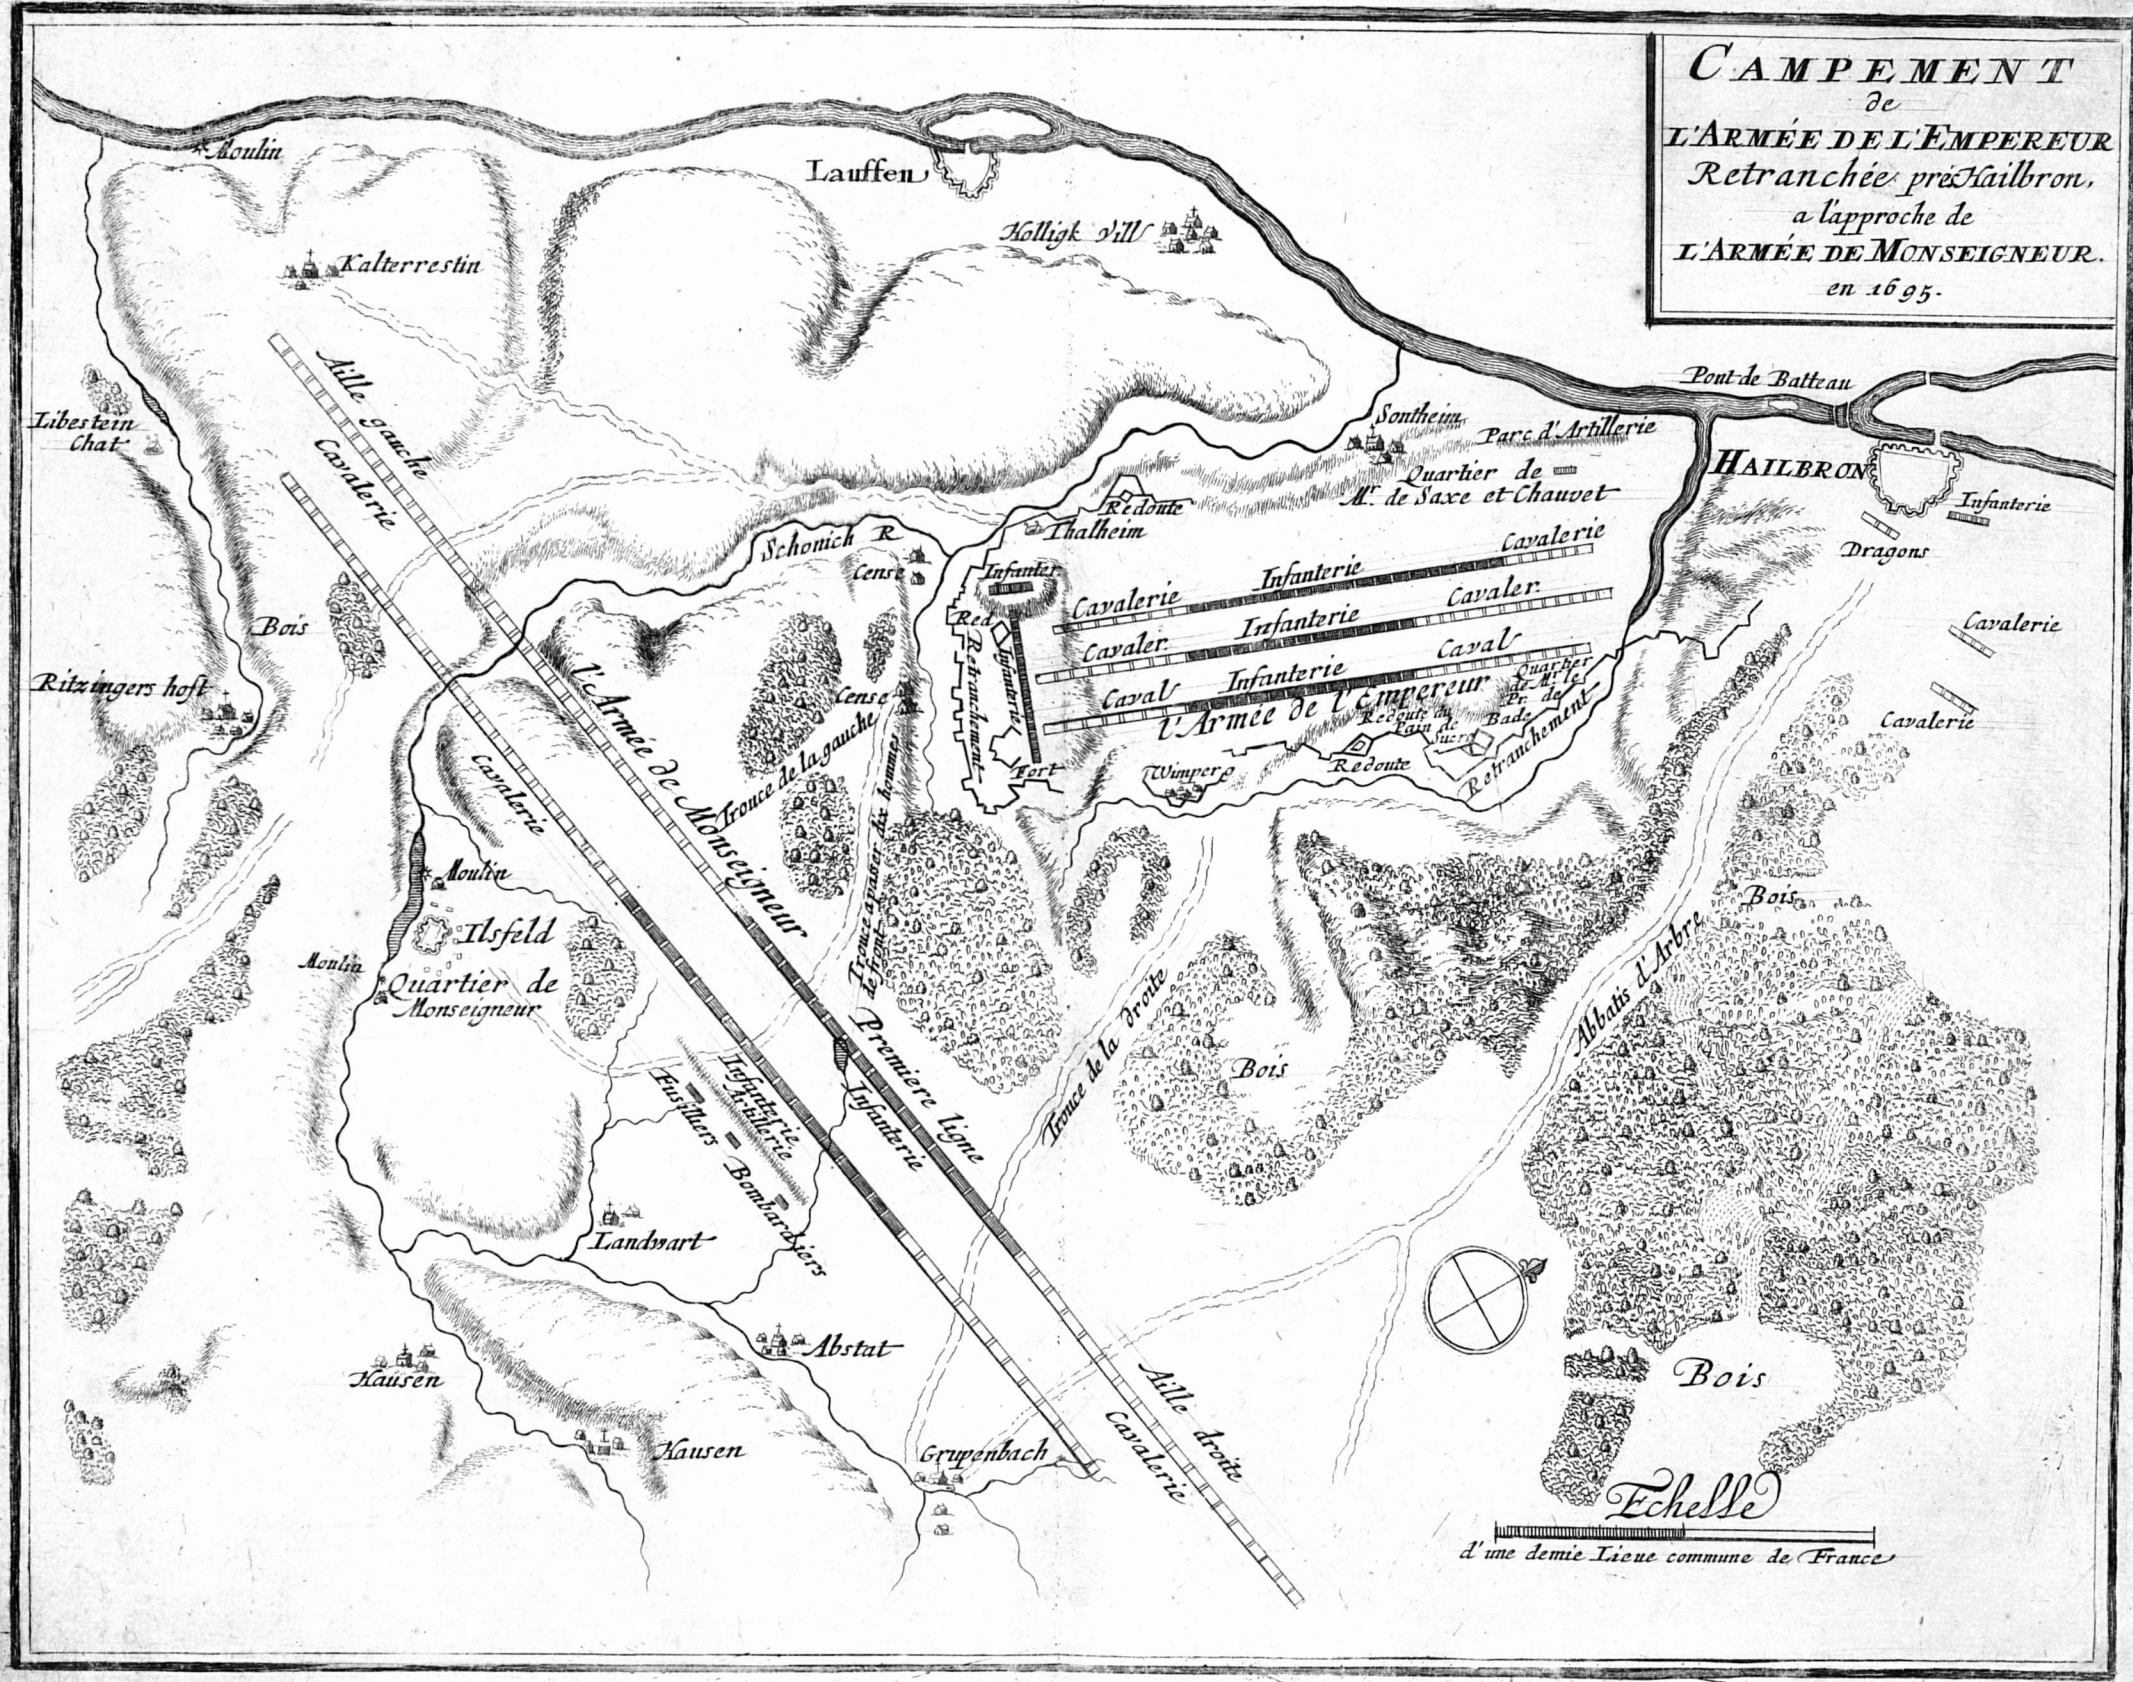 CAMPEMENT
de
L'ARMÉE DE L'EMPEREUR
Retranchée prés Hailbron,
a l'approche de
L'ARMÉE DE MONSEIGNEUR.
en 1695.
Moulin
Lauffen
Holligk Vill
Kalterrestin
Pont de Batteau
Libestein
Chat
Aille gauche
Cavalerie
Sontheim
Parc d'Artillerie
Quartier de
Mr. de Saxe et Chauvet
HAILBRON
Infanterie
Dragons
Redoute
Thalheim
Schonich R
Cense
Infanter.
Cavalerie Infanterie Cavalerie
Cavaler. Infanterie Cavaler.
Caval Infanterie Caval
l'Armée de l'Empereur
Red
Infanterie
Retranchement
Fort
Cense
Quartier
de Mr. le
Pr. de
Bade
Redoute du
Pain de
Sucre
Redoute
Retranchement
Wimper
Cavalerie
Cavalerie
Bois
Ritzingers hoft
l'Armée de Monseigneur
Cavalerie
Trouce de la gauche
Trouce a passer dix hommes
de front
Moulin
Ilsfeld
Moulin
Quartier de
Monseigneur
Bois
Abbatis d'Arbre
Trouce de la droite
Bois
Premiere ligne
Infanterie
Infanterie
Artillerie
Fusilliers
Bombardiers
Landwart
Abstat
Hausen
Hausen
Grupenbach
Aille droite
Cavalerie
Bois
Echelle
d'une demie Lieue commune de France